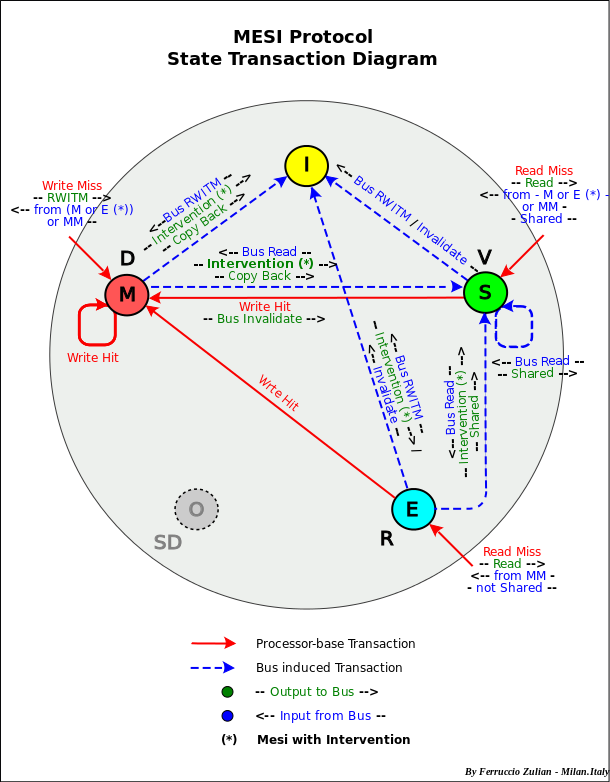 MESI Protocol
State Transaction Diagram
Write Miss
-- RWITM -->
<-- from (M or E (*))
or MM --
Read Miss
-- Read -->
<-- from - M or E (*) -
or MM -
- Shared --
I
<-- Bus RWITM --
-- Intervention (*) -->
-- Copy Back -->
<-- Bus RWITM / Invalidate --
D
M
V
S
<-- Bus Read --
-- Intervention (*) -->
-- Copy Back -->
Write Hit
-- Bus Invalidate -->
Write Hit
<-- Bus Read --
-- Shared -->
Wrte Hit
<-- Bus RWITM --
-- Intervention (*) -->
<-- Invalidate --
<-- Bus Read --
-- Intervention (*) -->
-- Shared -->
O
SD
E
R
Read Miss
-- Read -->
<-- from MM -
- not Shared --
Processor-base Transaction
Bus induced Transaction
-- Output to Bus -->
<-- Input from Bus --
(*) Mesi with Intervention
By Ferruccio Zulian - Milan.Italy